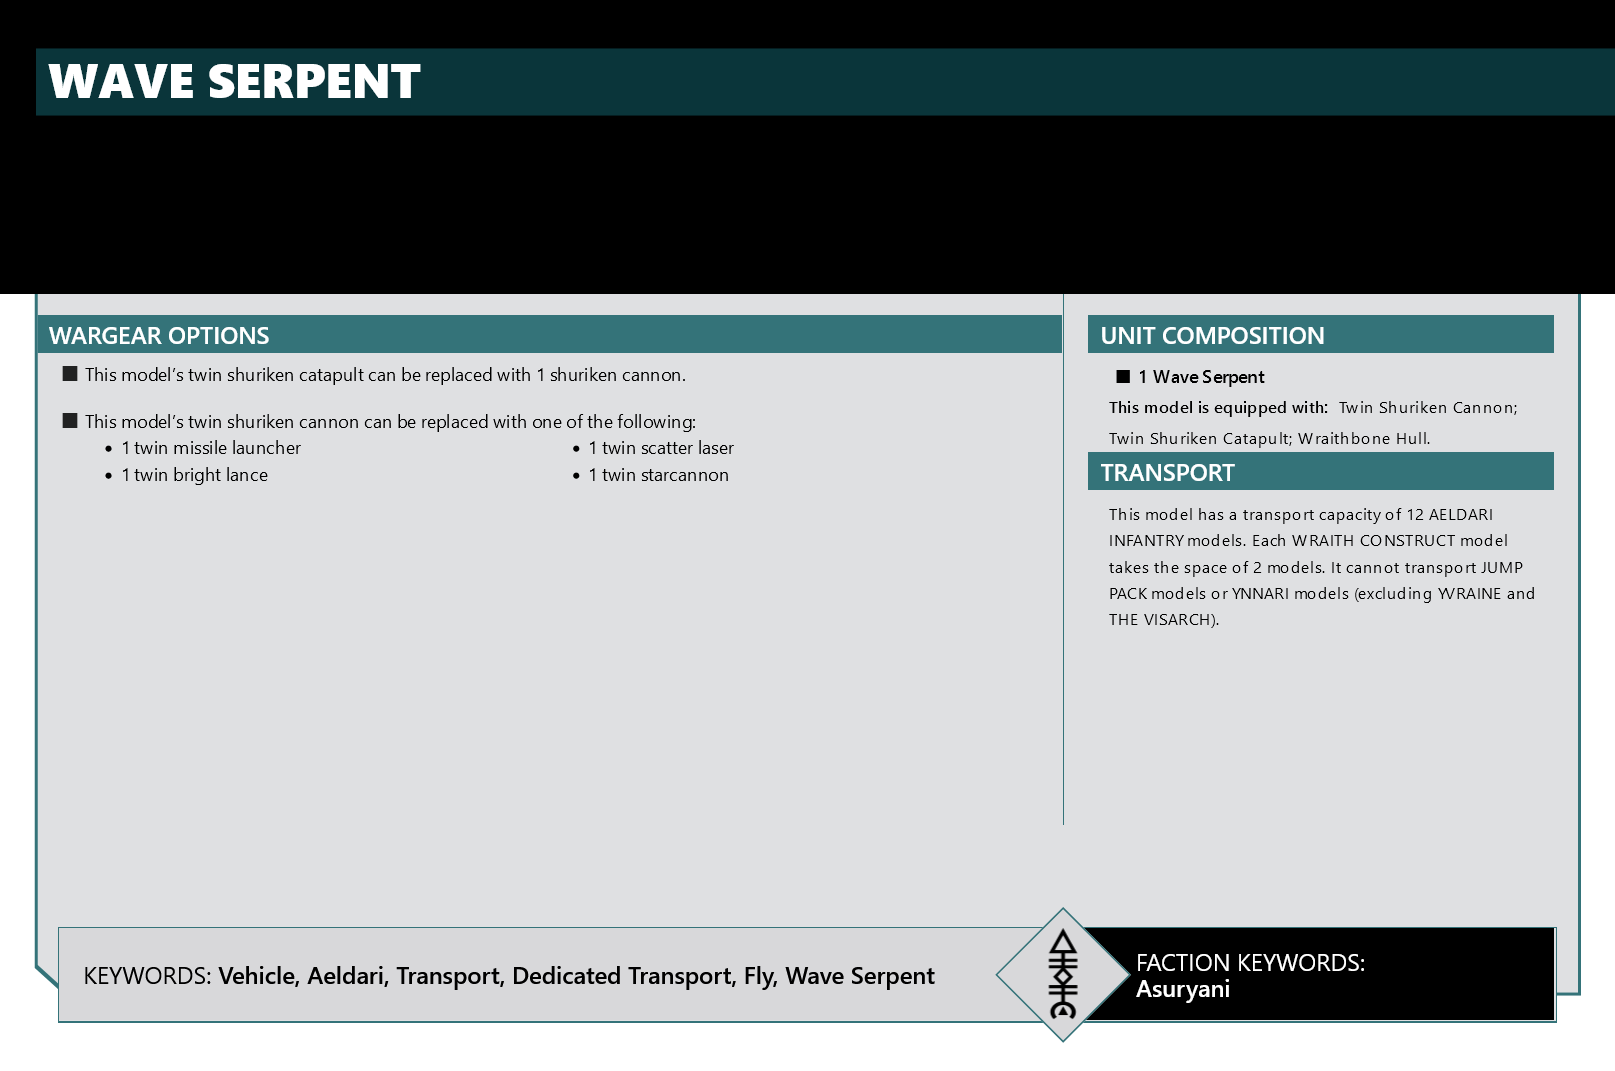 WAVE SERPENT
WARGEAR OPTIONS
■ This model's twin shuriken catapult can be replaced with 1 shuriken cannon.
■ This model's twin shuriken cannon can be replaced with one of the following:
• 1 twin missile launcher
• 1 twin bright lance
• 1 twin scatter laser
• 1 twin starcannon
UNIT COMPOSITION
■ 1 Wave Serpent
This model is equipped with: Twin Shuriken Cannon;
Twin Shuriken Catapult; Wraithbone Hull.
TRANSPORT
This model has a transport capacity of 12 AELDARI
INFANTRY models. Each WRAITH CONSTRUCT model
takes the space of 2 models. It cannot transport JUMP
PACK models or YNNARI models (excluding YVRAINE and
THE VISARCH).
KEYWORDS: Vehicle, Aeldari, Transport, Dedicated Transport, Fly, Wave Serpent
FACTION KEYWORDS:
Asuryani